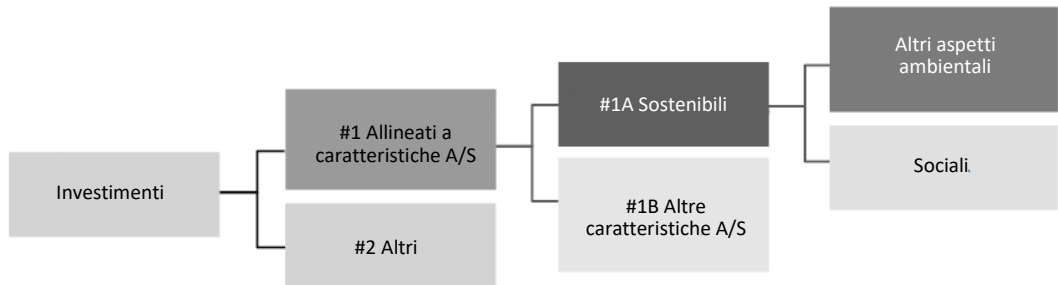 Investimenti
#1 Allineati a
caratteristiche A/S
#2 Altri
#1A Sostenibili
#1B Altre
caratteristiche A/S
Altri aspetti
ambientali
Sociali.